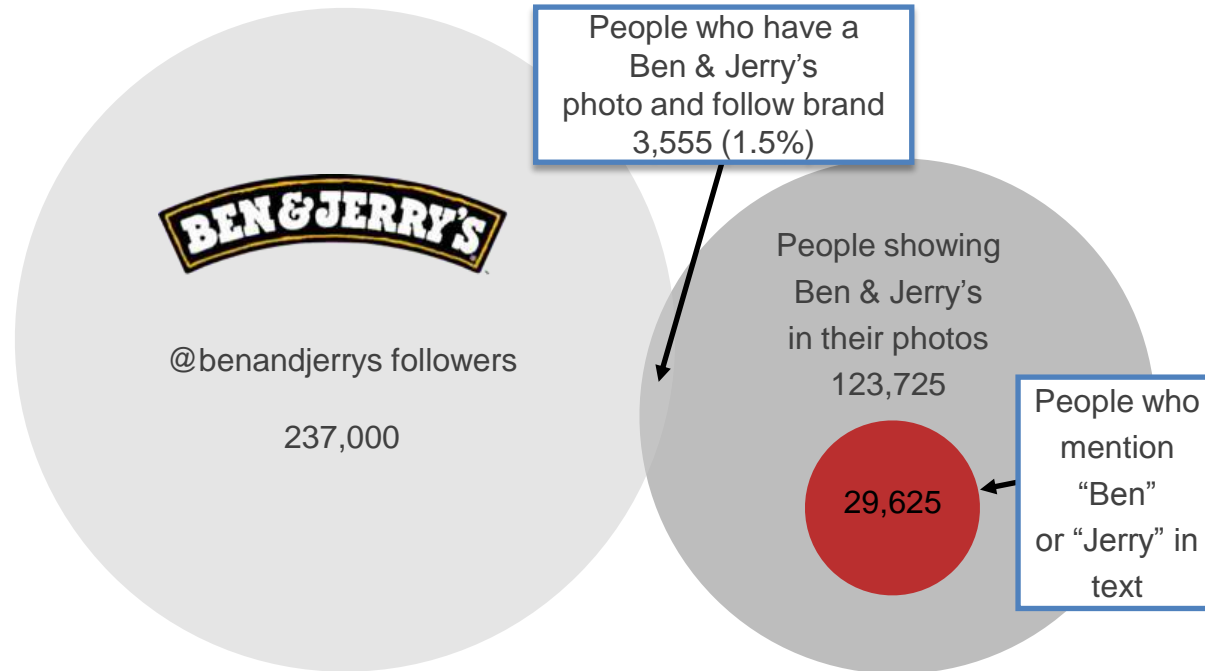 People who have a
Ben & Jerry’s
photo and follow brand
3,555 (1.5%)
BEN & JERRY’S
@benandjerrys followers
237,000
People showing
Ben & Jerry’s
in their photos
123,725
29,625
People who
mention
“Ben”
or “Jerry” in
text